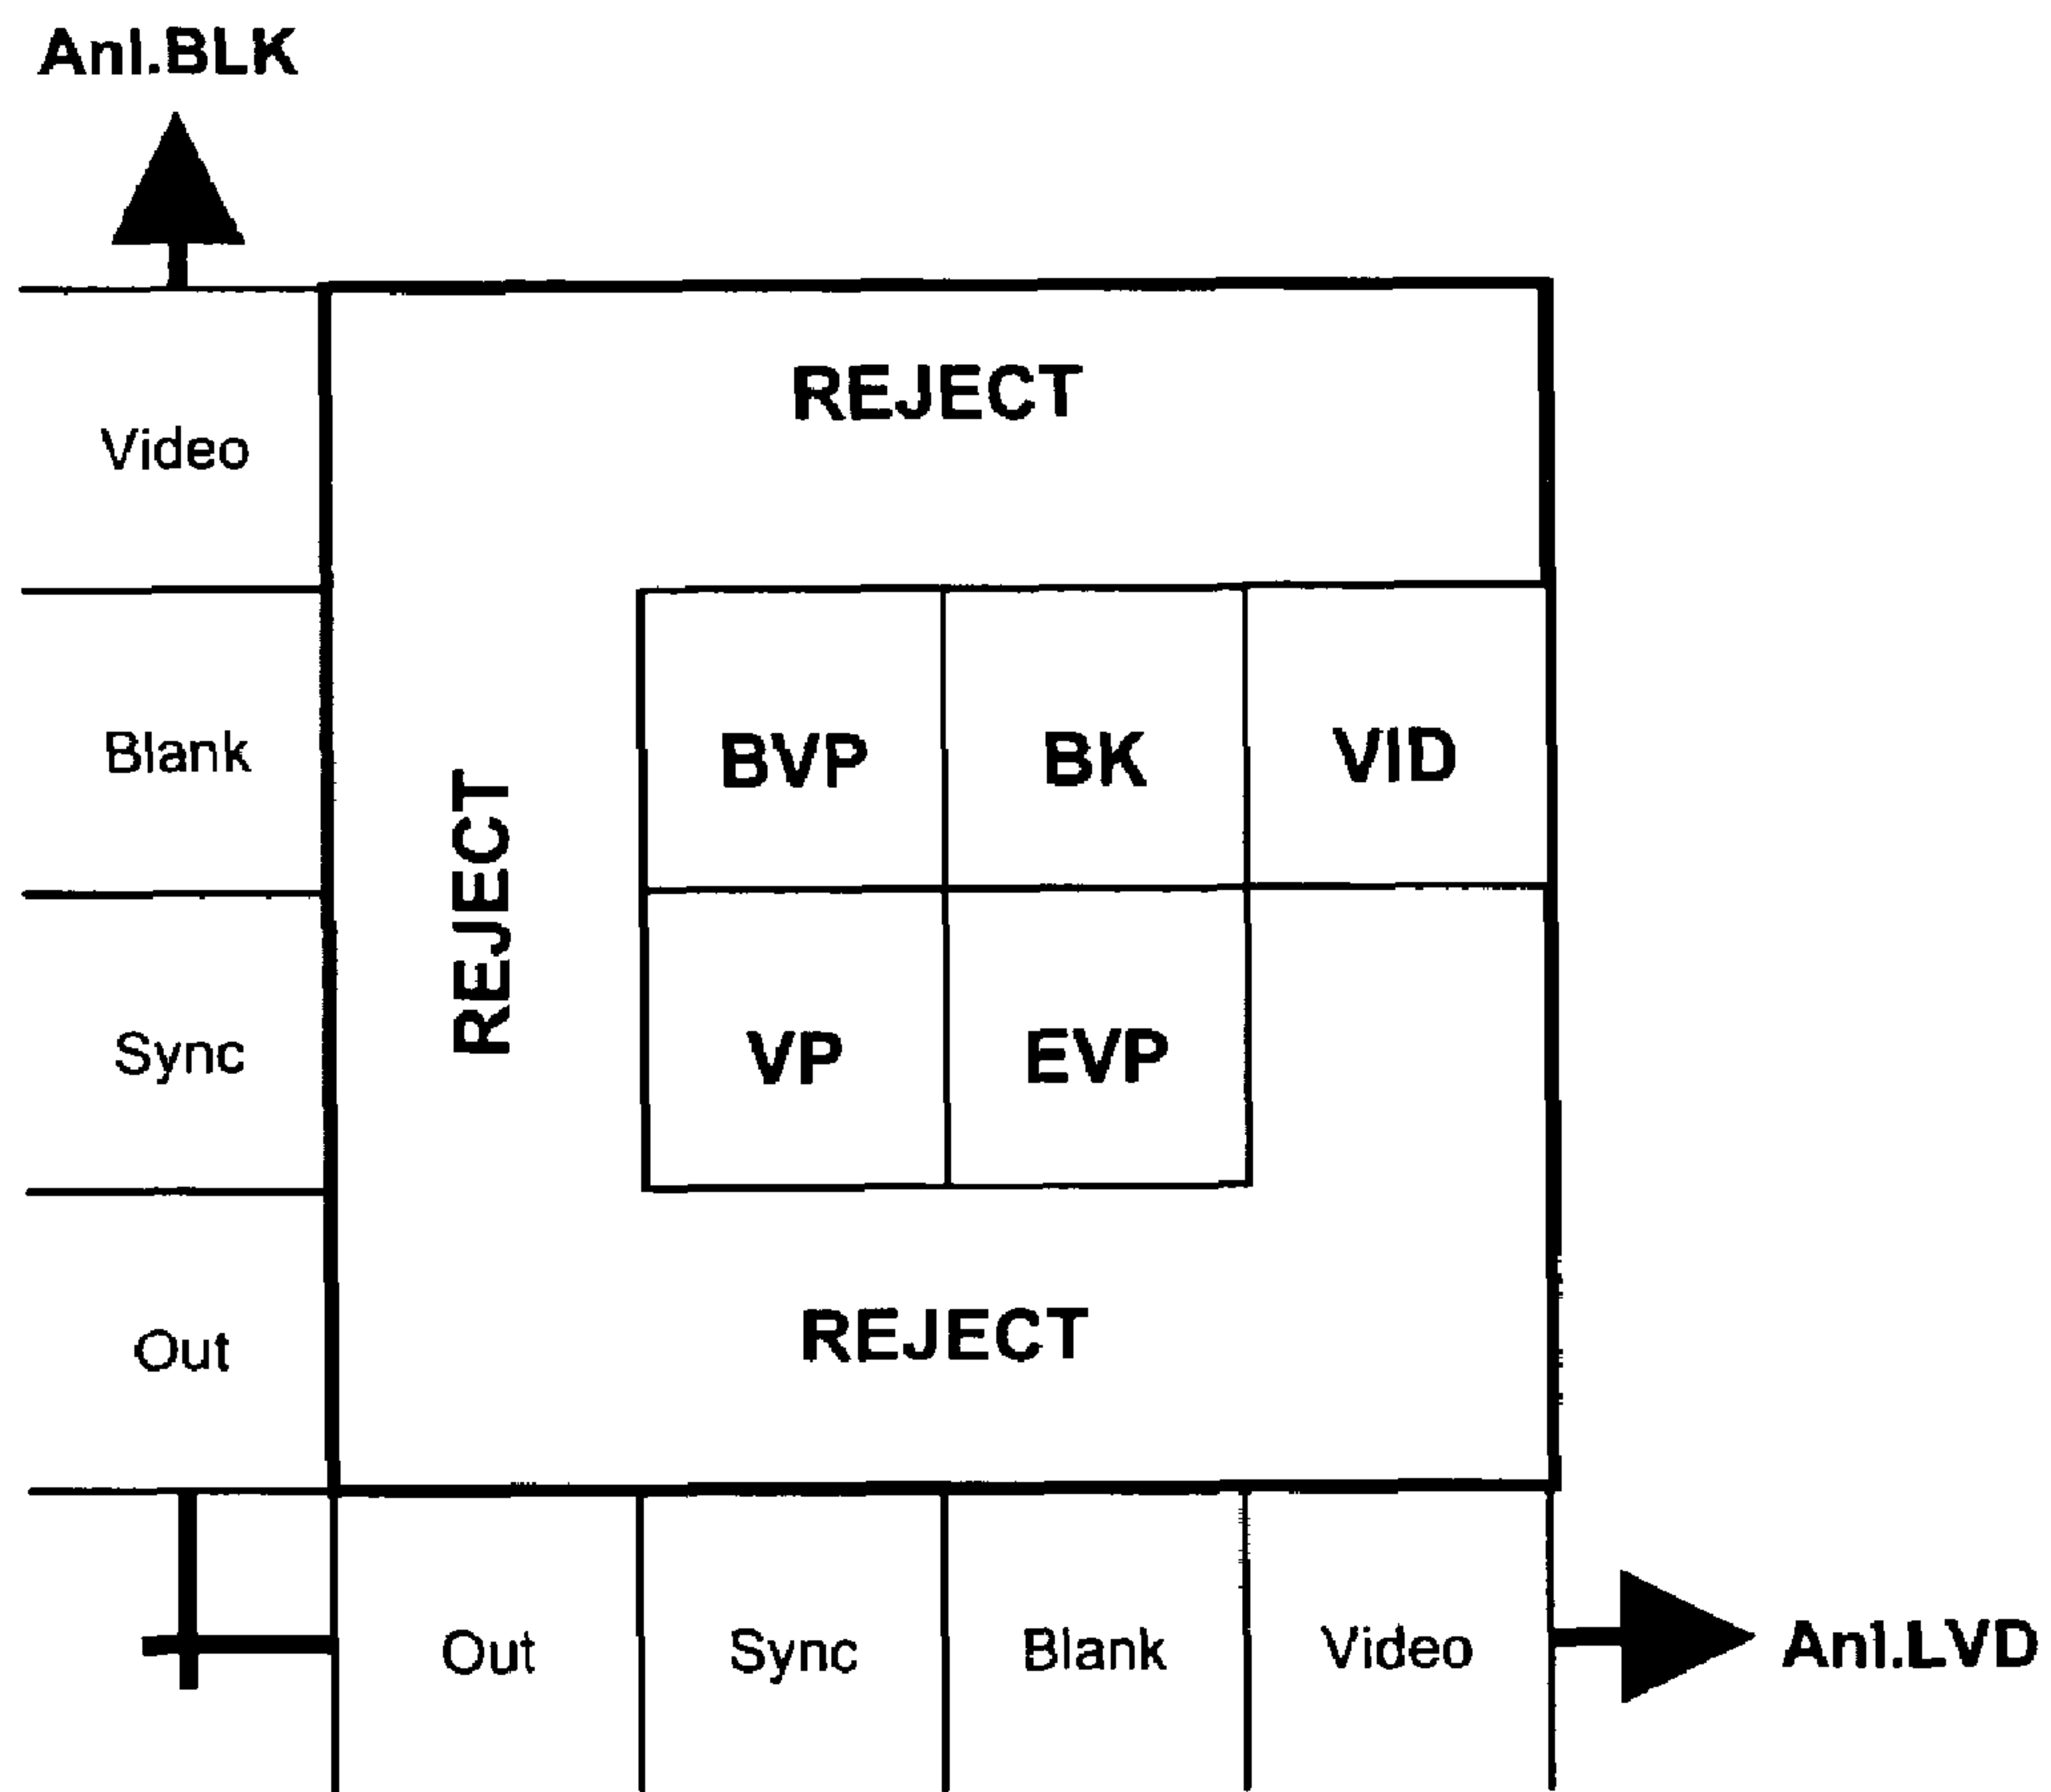 Anl.BLK
REJECT
Video
Blank
BVP
BK
VID
REJECT
Sync
VP
EVP
Out
REJECT
Out
Sync
Blank
Video
Anl.LVD